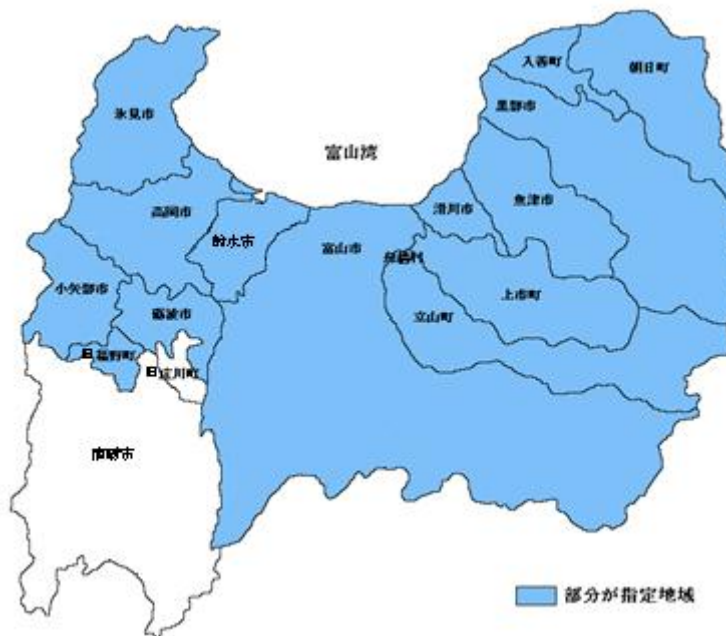 入善町
朝日町
氷見市
黒部市
富山湾
高岡市
滑川市
魚津市
射水市
富山市
舟橋村
小矢部市
上市町
砺波市
立山町
旧福野町
旧庄川町
南砺市
部分が指定地域